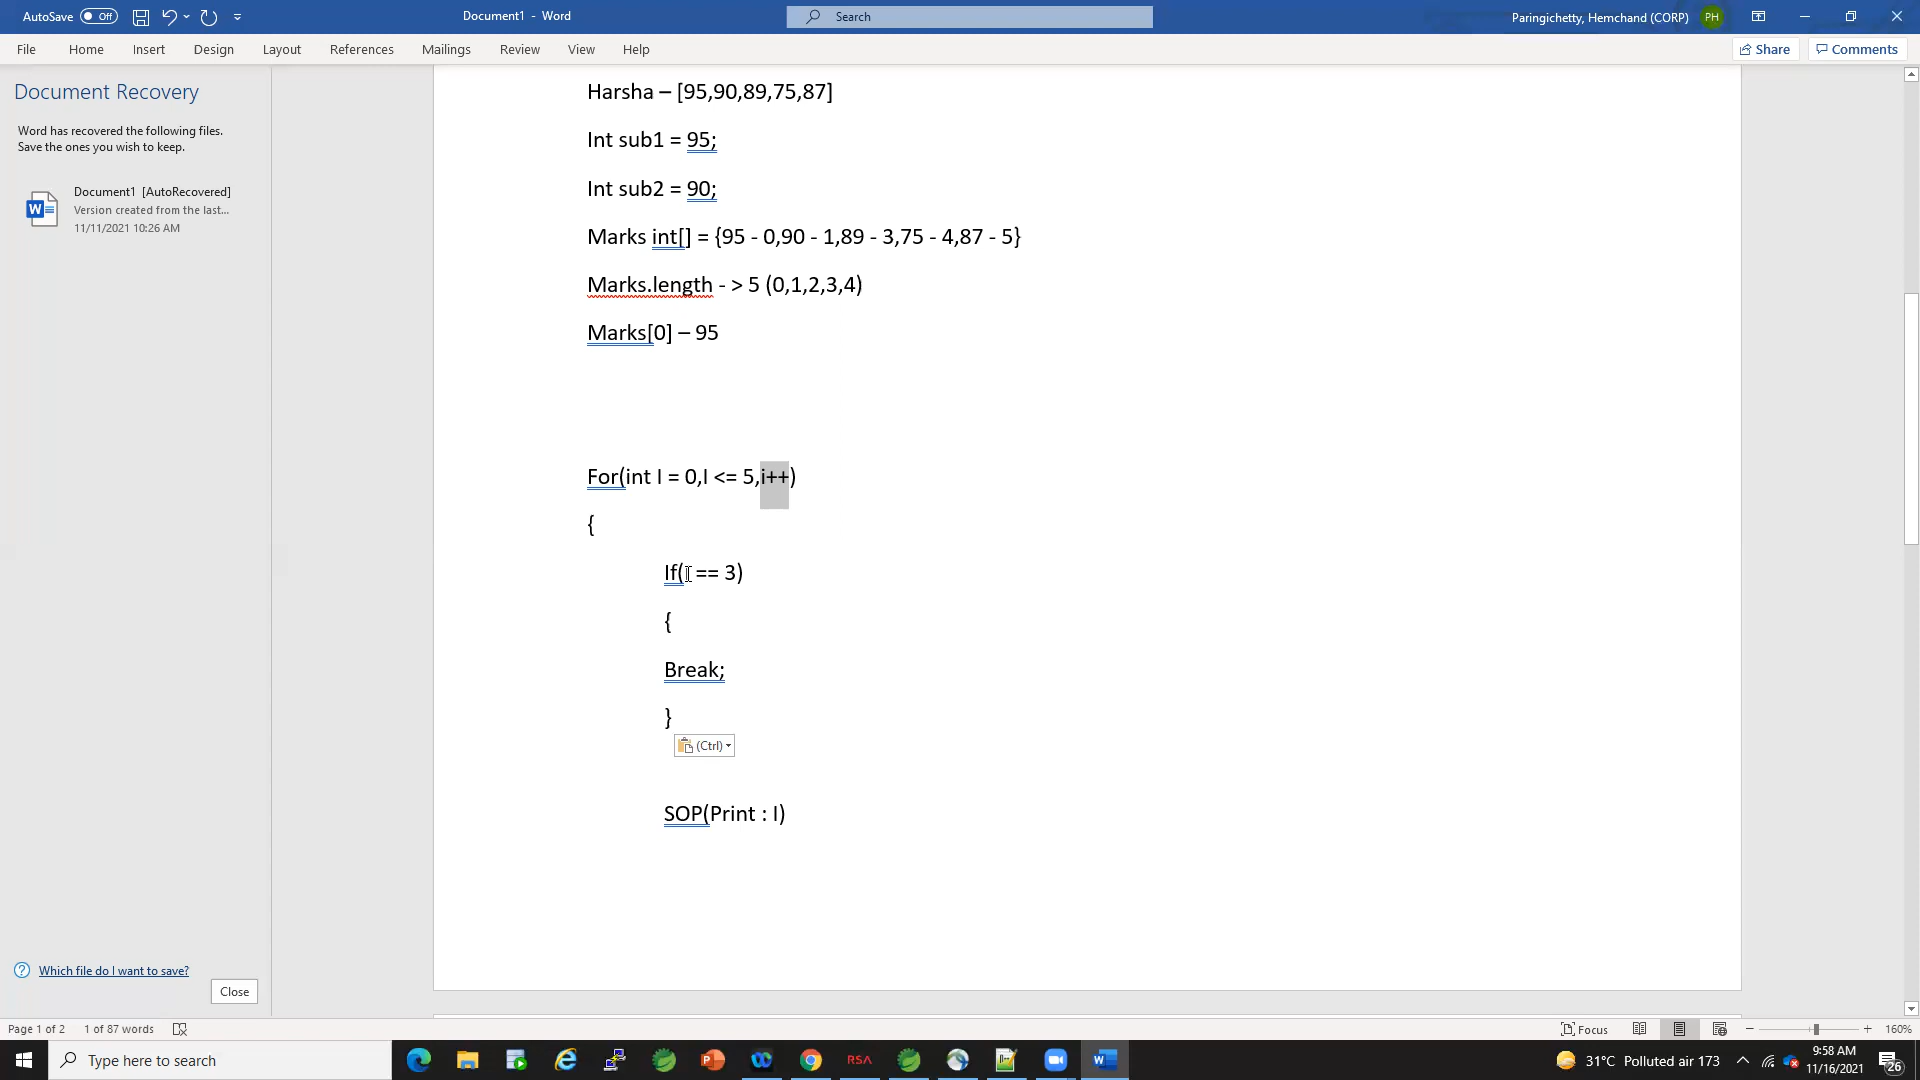 AutoSave Off
Document1 - Word
Search
Paringichetty, Hemchand (CORP) PH
File Home Insert Design Layout References Mailings Review View Help
Share Comments
Document Recovery
Word has recovered the following files.
Save the ones you wish to keep.
Document1 [AutoRecovered]
Version created from the last...
11/11/2021 10:26 AM
Which file do I want to save?
Close
Harsha – [95,90,89,75,87]
Int sub1 = 95;
Int sub2 = 90;
Marks int[] = {95 - 0,90 - 1,89 - 3,75 - 4,87 - 5}
Marks.length - > 5 (0,1,2,3,4)
Marks[0] – 95
For(int I = 0,I <= 5,i++)
{
If( == 3)
{
Break;
}
(Ctrl)
SOP(Print : I)
Page 1 of 2 1 of 87 words
Focus
160%
Type here to search
RSA
31°C Polluted air 173
9:58 AM
11/16/2021
26